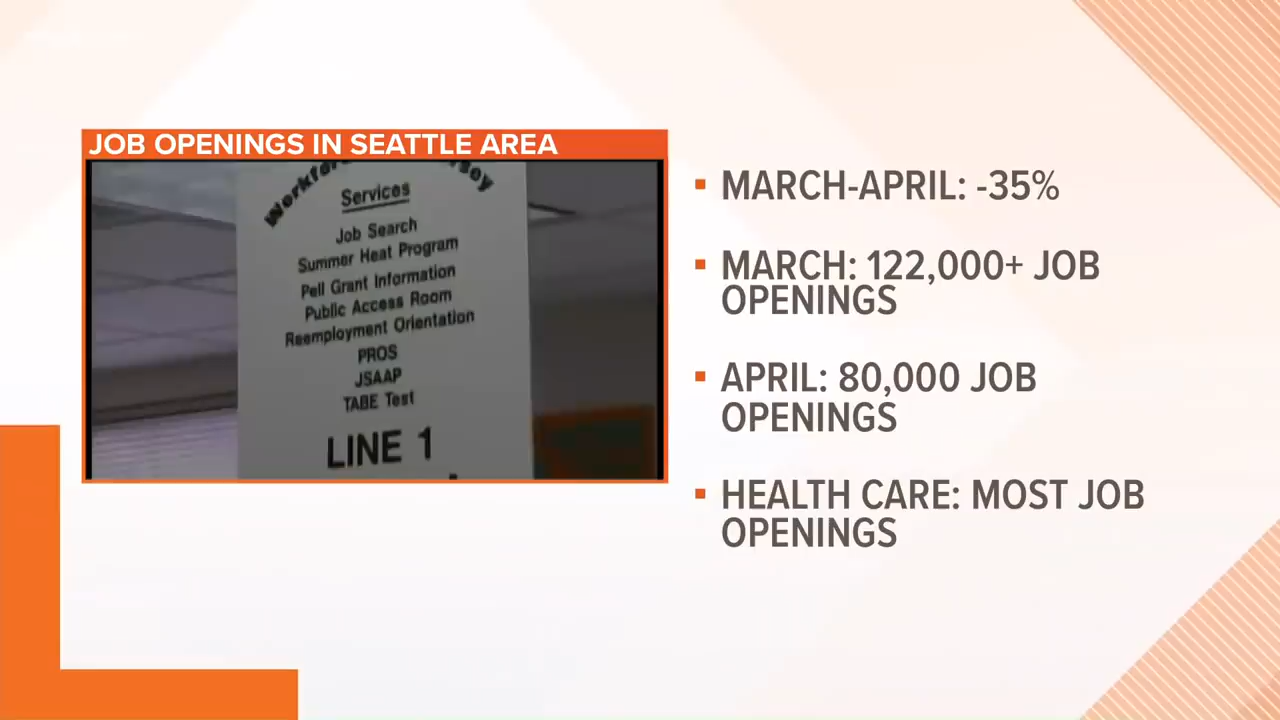 JOB OPENINGS IN SEATTLE AREA
Services
Job Search
Summer Heat Program
Pell Grant Information
Public Access Room
Reemployment Orientation
PROS
JSAAP
TABE Test
LINE 1
MARCH-APRIL: -35%
MARCH: 122,000+ JOB
OPENINGS
APRIL: 80,000 JOB
OPENINGS
HEALTH CARE: MOST JOB
OPENINGS